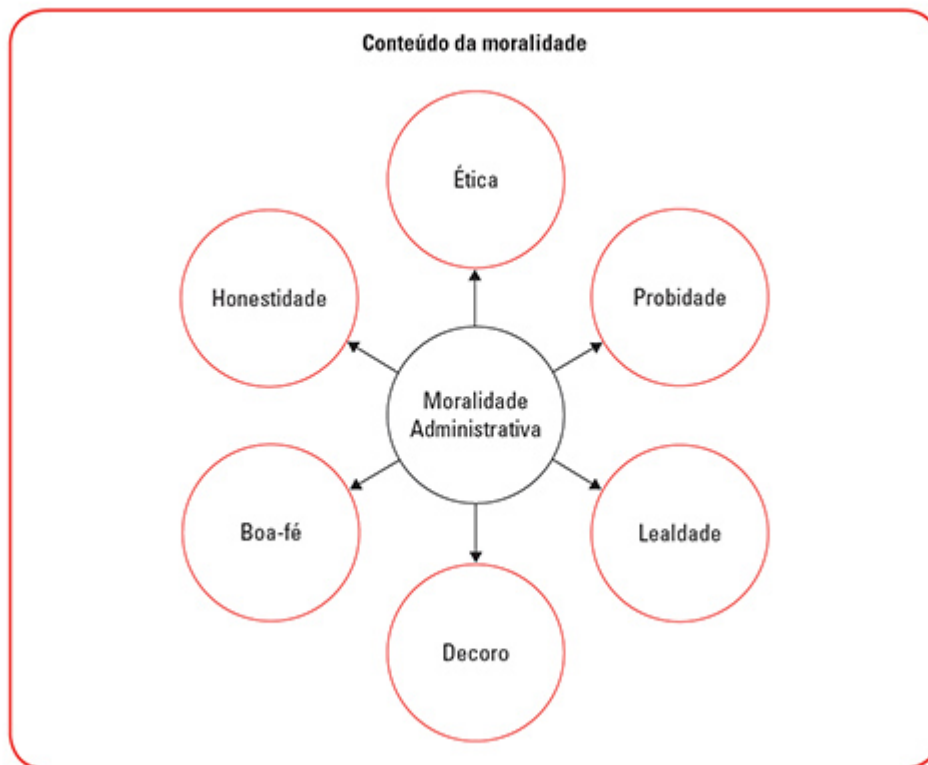 Conteúdo da moralidade
Ética
Honestidade
Probidade
Moralidade
Administrativa
Boa-fé
Lealdade
Decoro